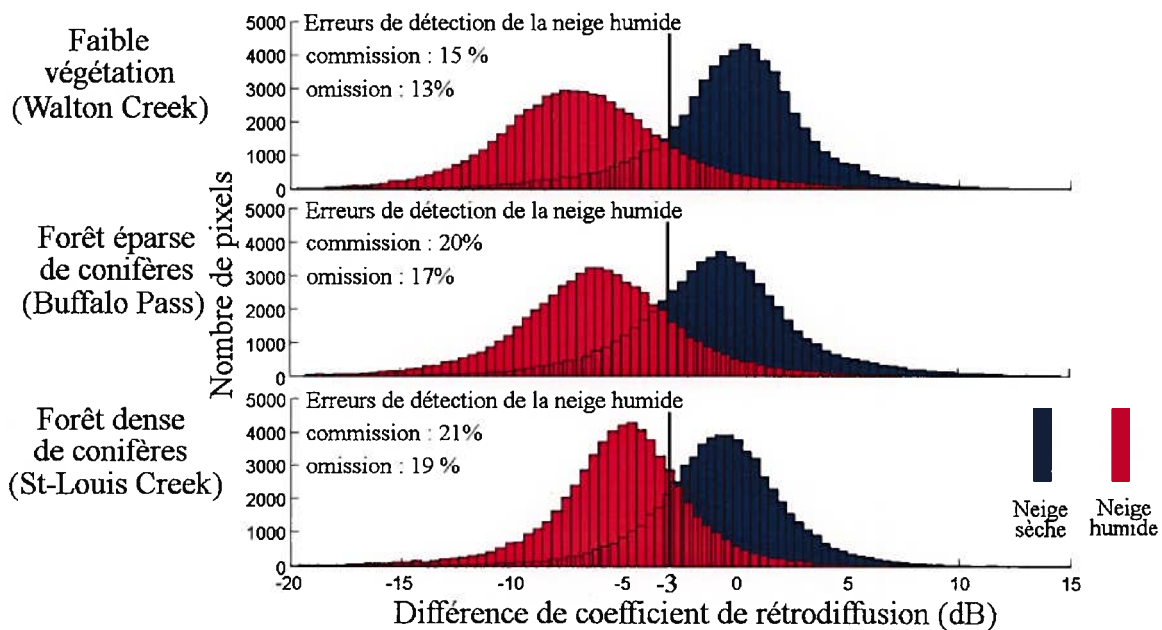 Faible
végétation
(Walton Creek)
5000
4000
3000
2000
1000
0
Erreurs de détection de la neige humide
commission : 15 %
omission : 13%
Forêt éparse
de conifères
(Buffalo Pass)
Nombre de pixels
5000
4000
3000
2000
1000
0
Erreurs de détection de la neige humide
commission : 20%
omission : 17%
Forêt dense
de conifères
(St-Louis Creek)
5000
4000
3000
2000
1000
0
Erreurs de détection de la neige humide
commission : 21%
omission : 19 %
Neige
sèche
Neige
humide
-20 -15 -10 -5 -3 0 5 10 15
Différence de coefficient de rétrodiffusion (dB)